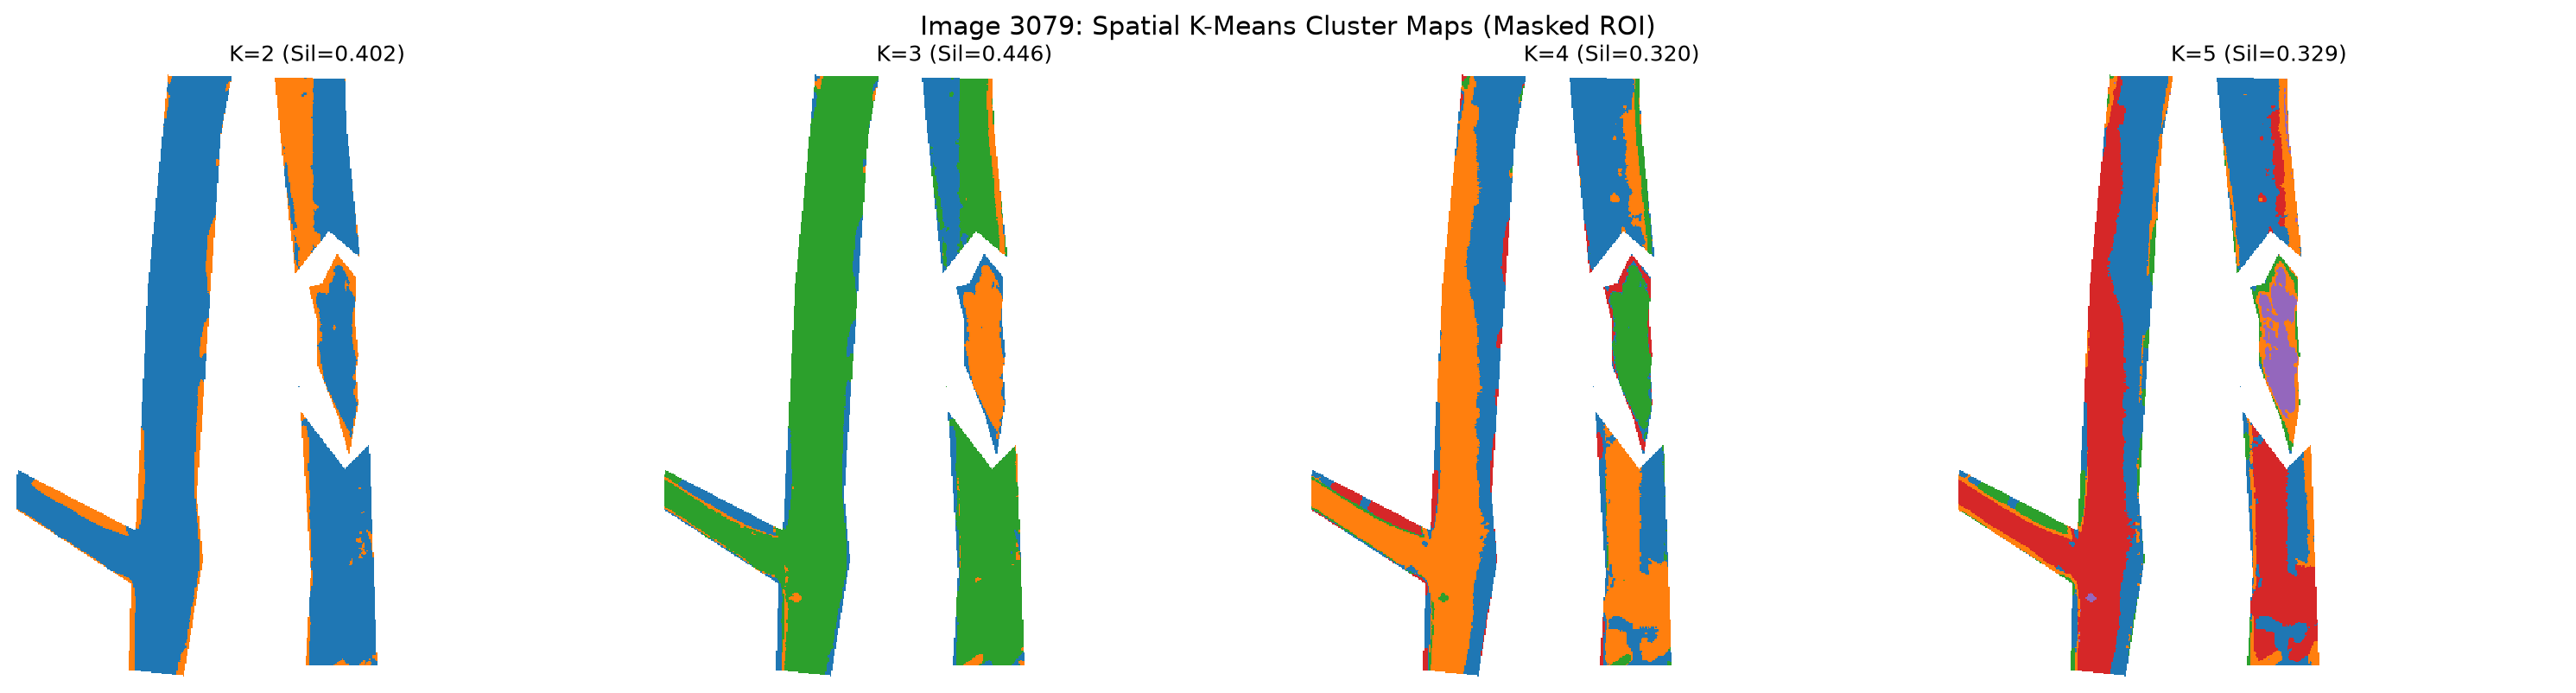 Image 3079: Spatial K-Means Cluster Maps (Masked ROI)
K=2 (Sil=0.402)
K=3 (Sil=0.446)
K=4 (Sil=0.320)
K=5 (Sil=0.329)